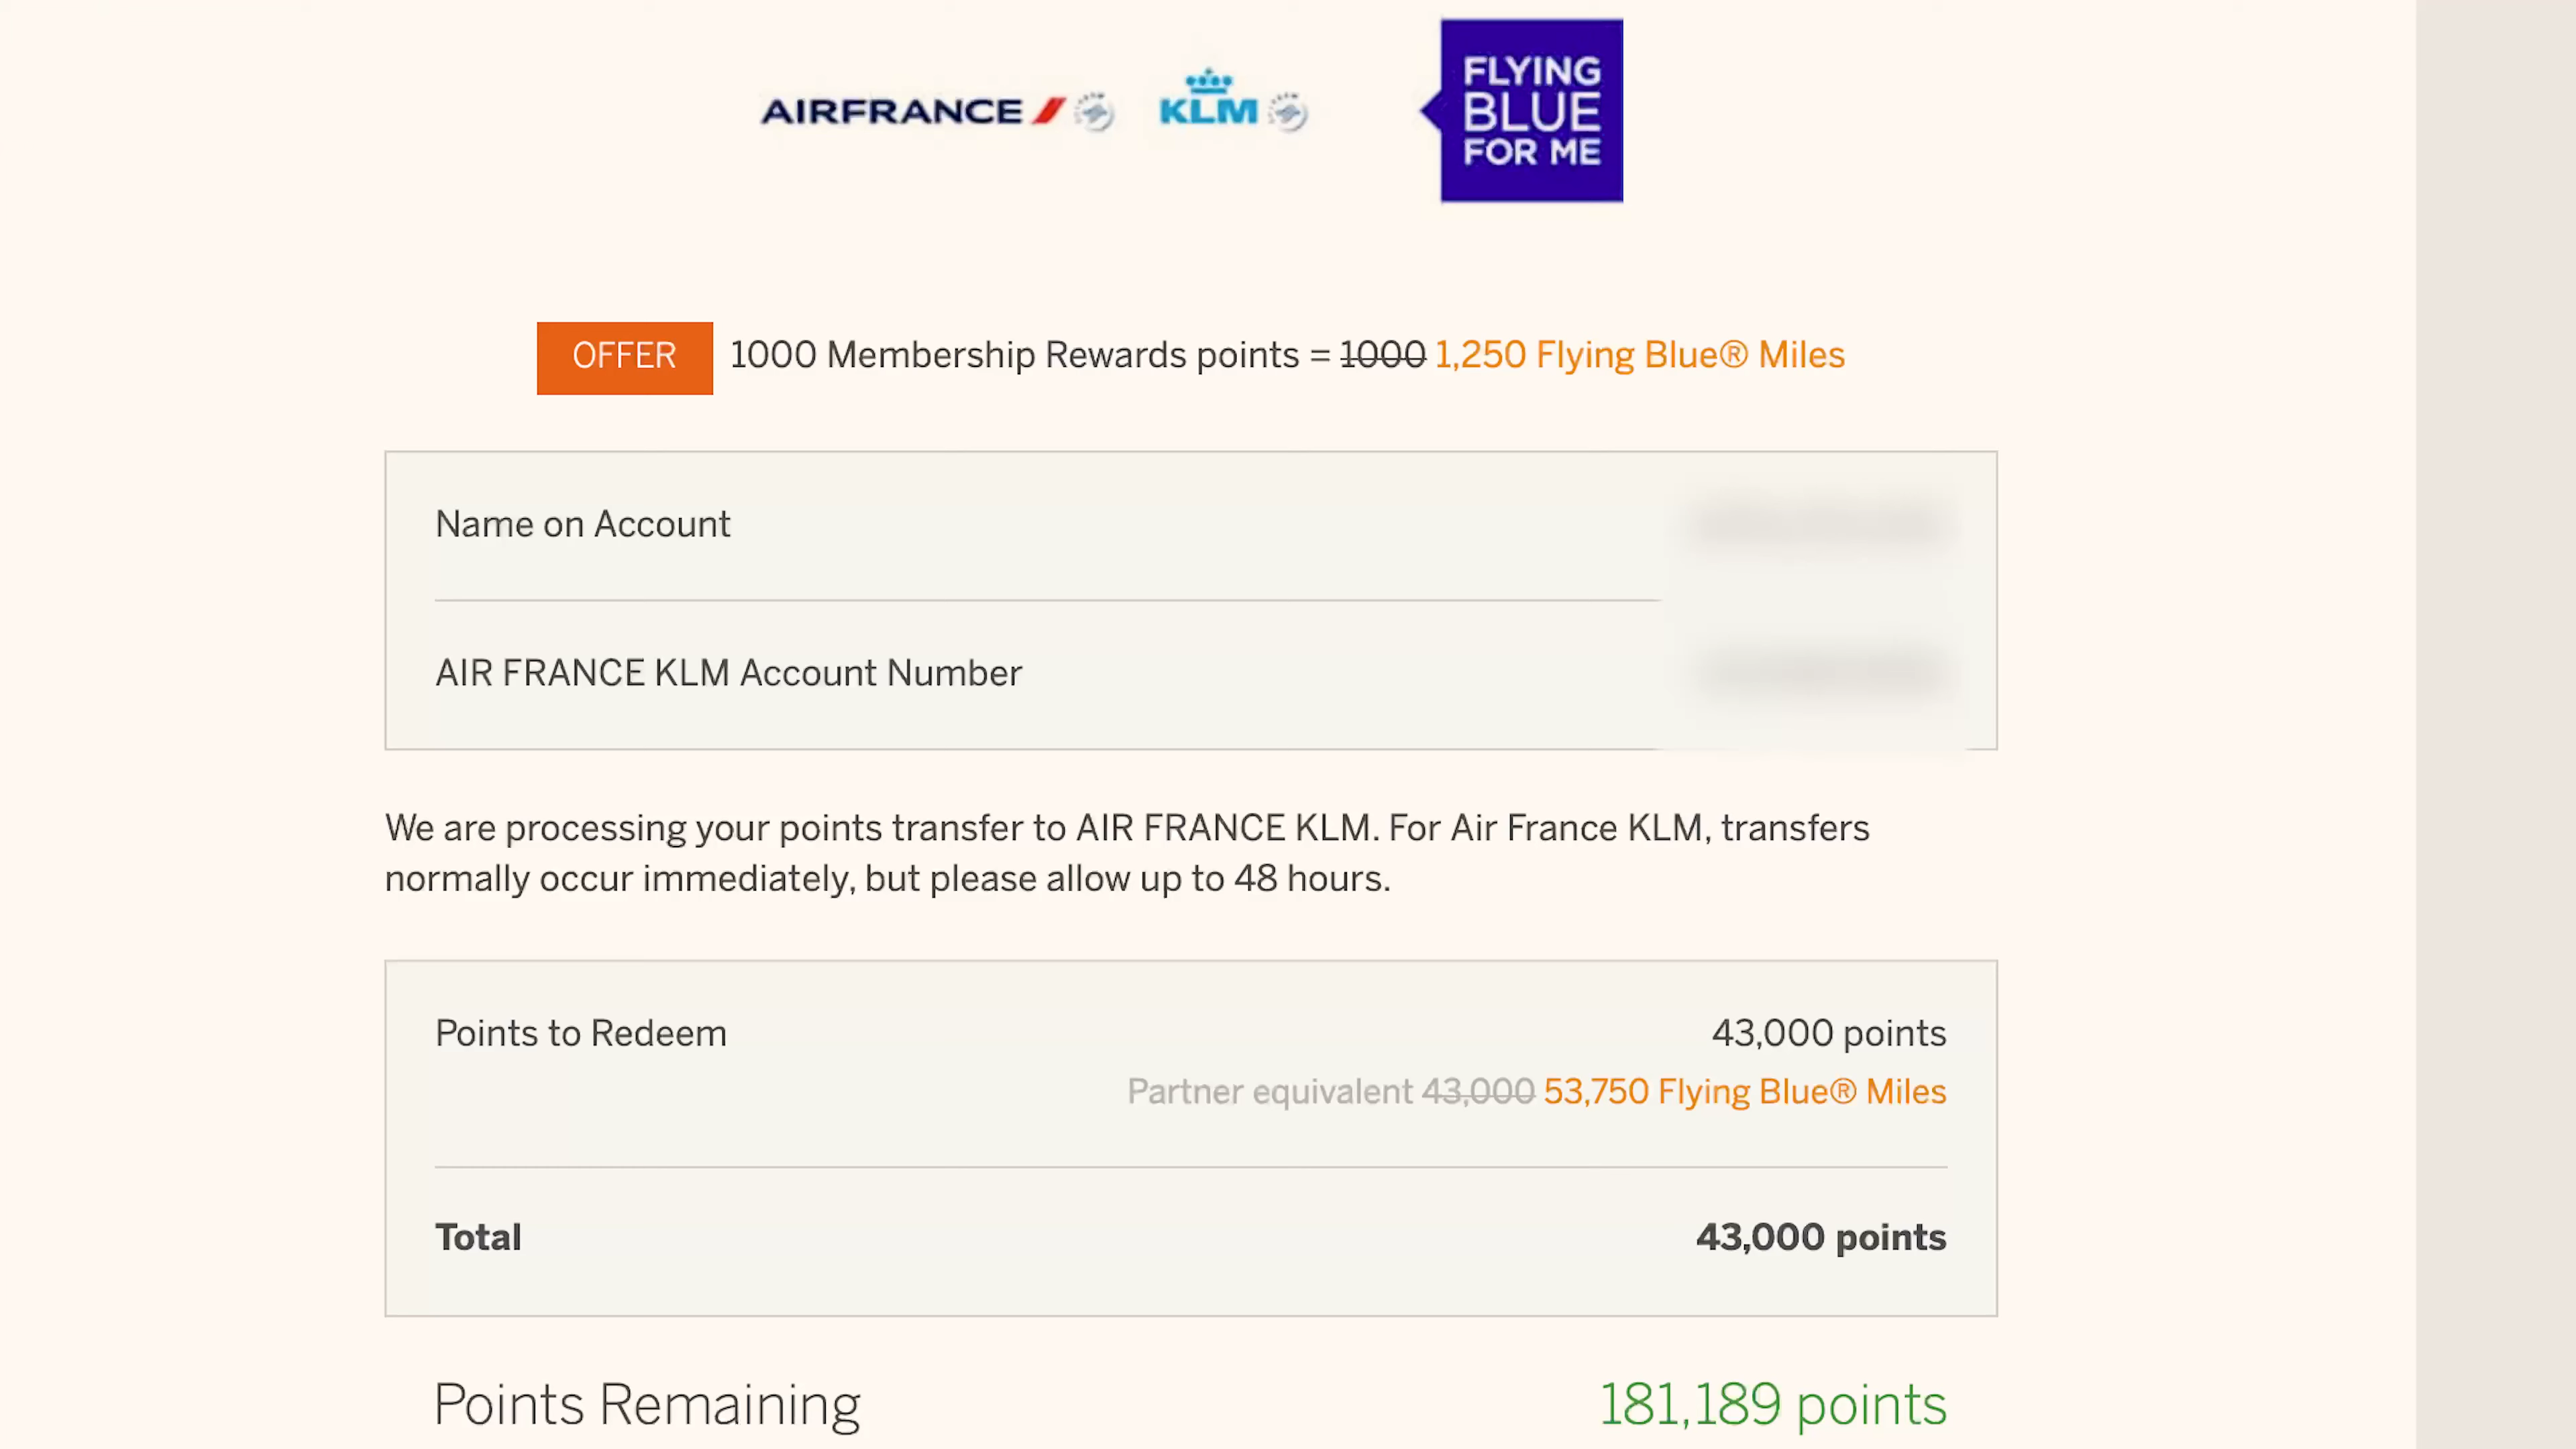 AIRFRANCE KLM
FLYING
BLUE
FOR ME
OFFER 1000 Membership Rewards points = 1000 1,250 Flying Blue® Miles
Name on Account
AIR FRANCE KLM Account Number
We are processing your points transfer to AIR FRANCE KLM. For Air France KLM, transfers
normally occur immediately, but please allow up to 48 hours.
Points to Redeem 43,000 points
Partner equivalent 43,000 53,750 Flying Blue® Miles
Total 43,000 points
Points Remaining 181,189 points